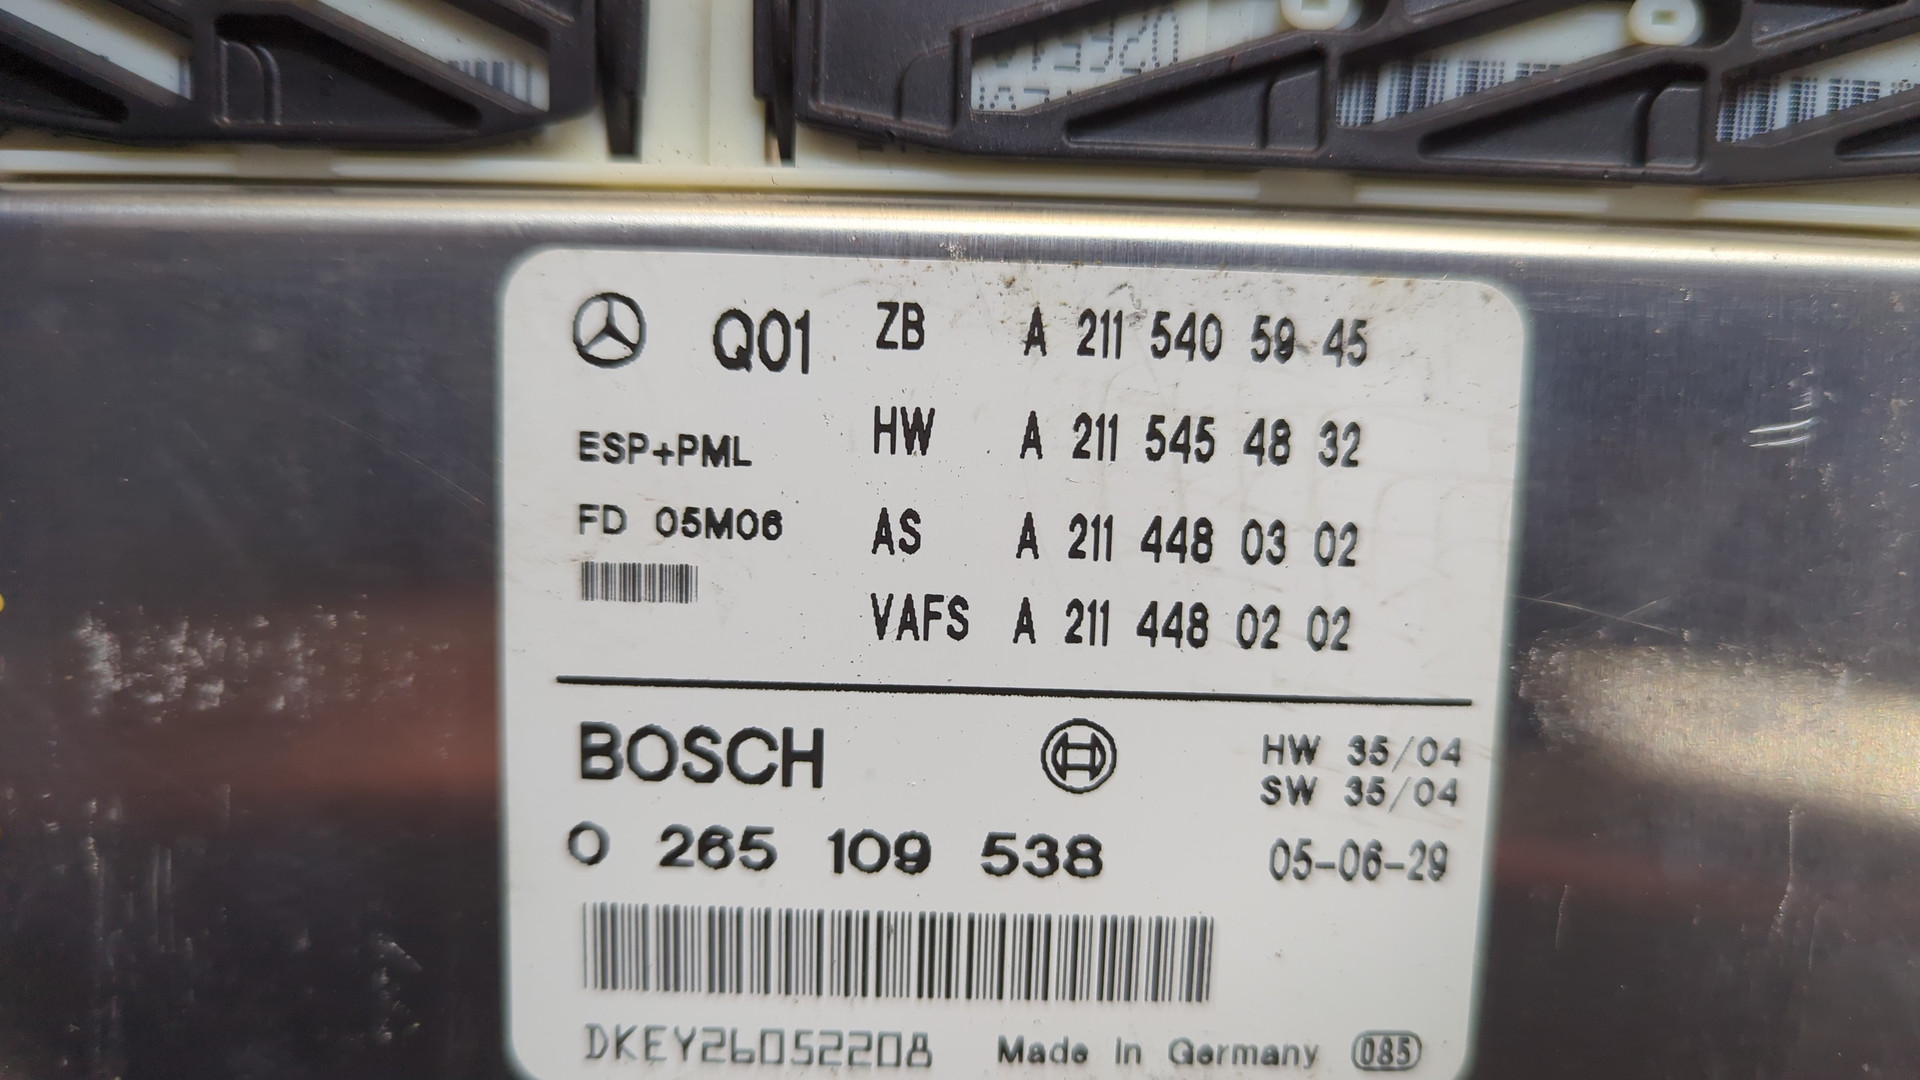 Q01 ZB A 211 540 59 45
HW A 211 545 48 32
ESP+PML
FD 05M06 AS A 211 448 03 02
VAFS A 211 448 02 02
BOSCH
HW 35/04
SW 35/04
0 265 109 538 05-06-29
DKEY26052208 Made in Germany 085